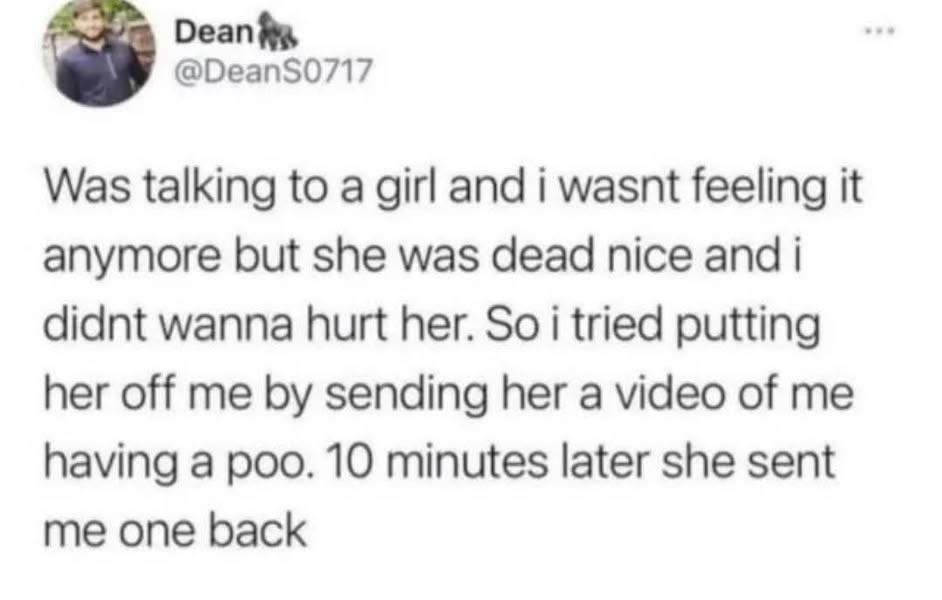 Dean🦍
@DeanS0717
Was talking to a girl and i wasnt feeling it
anymore but she was dead nice and i
didnt wanna hurt her. So i tried putting
her off me by sending her a video of me
having a poo. 10 minutes later she sent
me one back